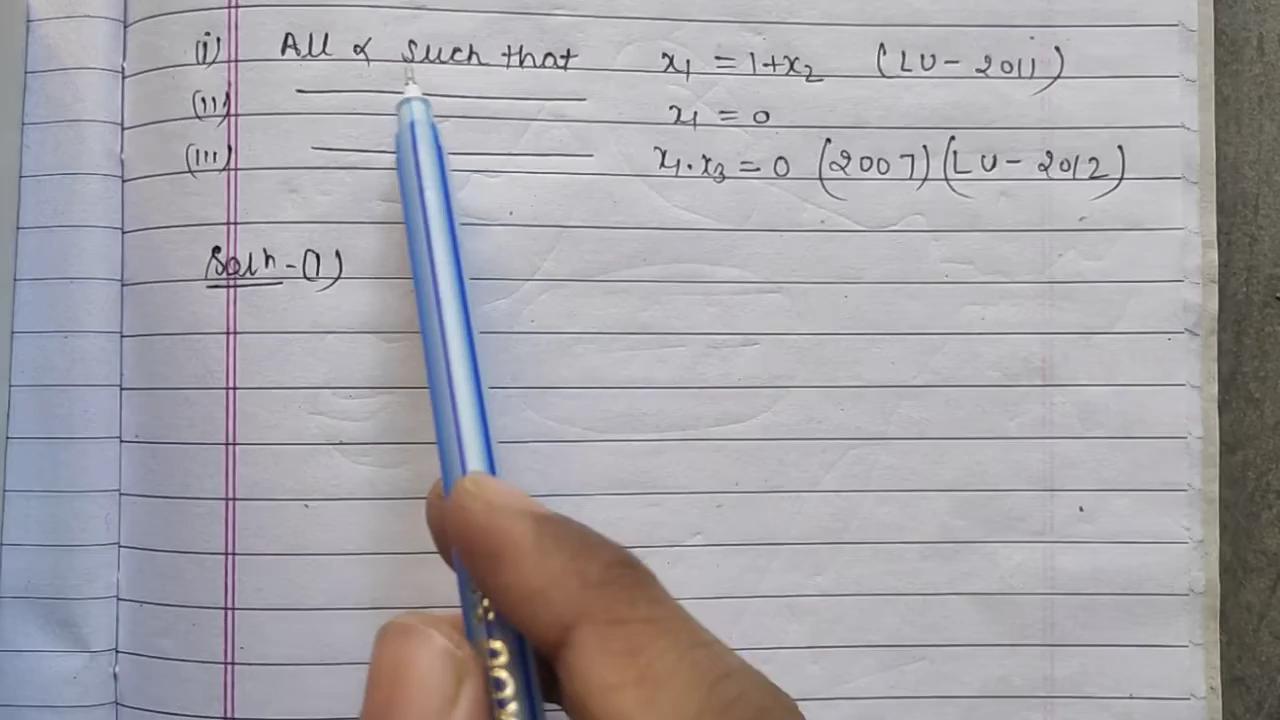 (i) All α such that x₁ = 1+x₂ (LU - 2011)
(ii) ———— x₁ = 0
(iii) ———— x₁.x₃ = 0 (2007) (LU - 2012)
Solⁿ - (1)